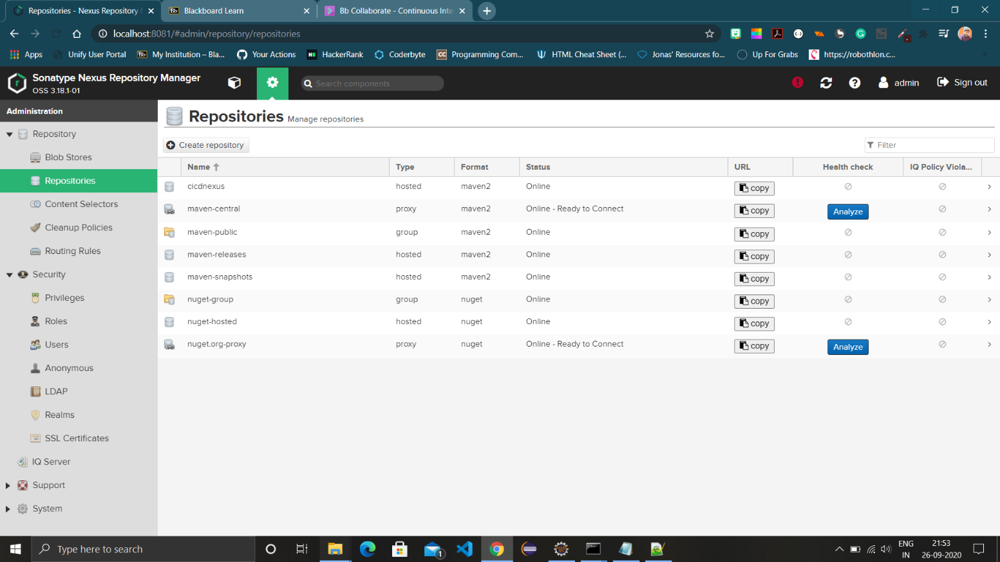 Repositories - Nexus Repository M
Blackboard Learn
Bb Collaborate - Continuous Inte
localhost:8081/#admin/repository/repositories
Apps
Unify User Portal
My Institution – Bla...
Your Actions
HackerRank
Coderbyte
Programming Com...
HTML Cheat Sheet (...
Jonas' Resources fo...
Up For Grabs
https://robothlon.c...
Sonatype Nexus Repository Manager
OSS 3.18.1-01
Search components
admin
Sign out
Administration
Repository
Blob Stores
Repositories
Content Selectors
Cleanup Policies
Routing Rules
Security
Privileges
Roles
Users
Anonymous
LDAP
Realms
SSL Certificates
IQ Server
Support
System
Repositories Manage repositories
Create repository
Filter
Name Type Format Status URL Health check IQ Policy Viola...
cicdnexus hosted maven2 Online copy
maven-central proxy maven2 Online - Ready to Connect copy Analyze
maven-public group maven2 Online copy
maven-releases hosted maven2 Online copy
maven-snapshots hosted maven2 Online copy
nuget-group group nuget Online copy
nuget-hosted hosted nuget Online copy
nuget.org-proxy proxy nuget Online - Ready to Connect copy Analyze
Type here to search
1
ENG
IN
21:53
26-09-2020